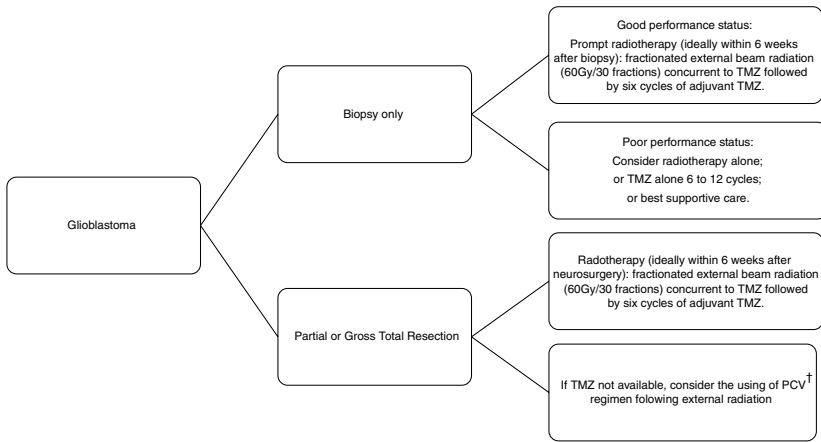 Good performance status:
Prompt radiotherapy (ideally within 6 weeks
after biopsy): fractionated external beam radiation
(60Gy/30 fractions) concurrent to TMZ followed
by six cycles of adjuvant TMZ.
Biopsy only
Poor performance status:
Consider radiotherapy alone;
or TMZ alone 6 to 12 cycles;
or best supportive care.
Glioblastoma
Radotherapy (ideally within 6 weeks after
neurosurgery): fractionated external beam radiation
(60Gy/30 fractions) concurrent to TMZ followed
by six cycles of adjuvant TMZ.
Partial or Gross Total Resection
If TMZ not available, consider the using of PCV†
regimen following external radiation